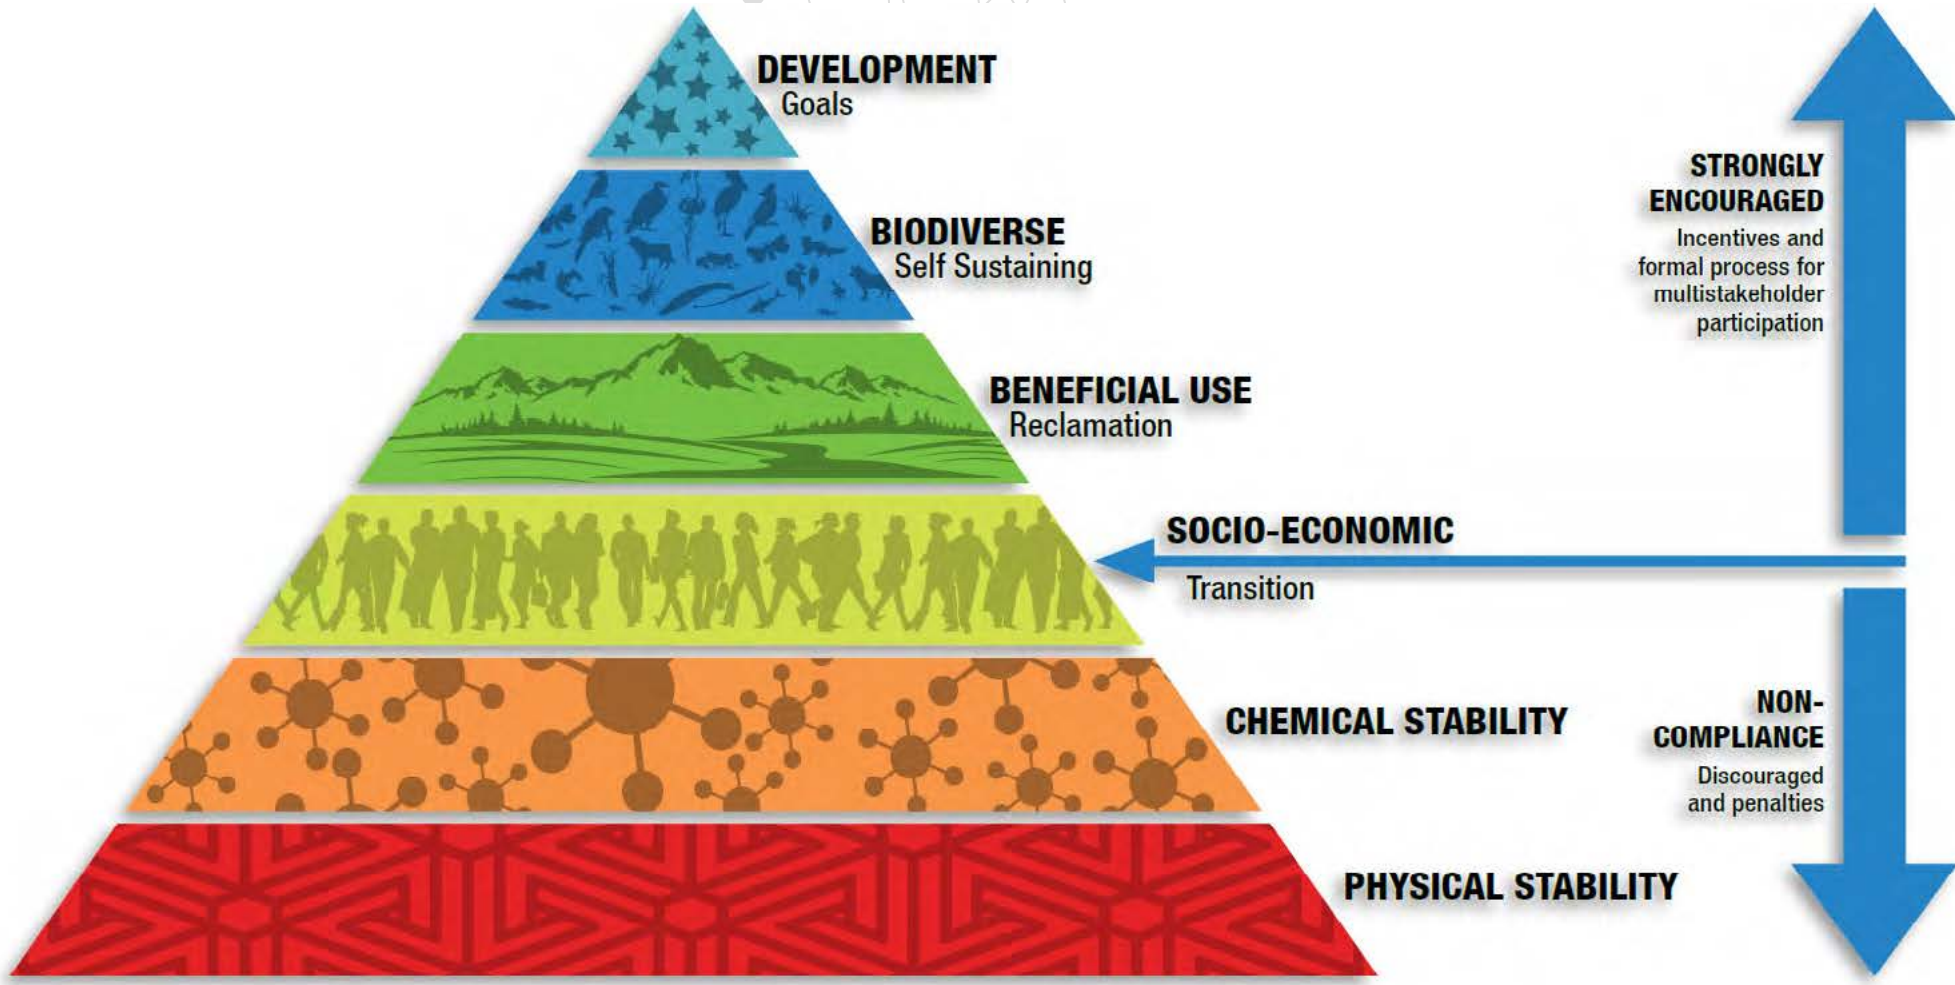 DEVELOPMENT
Goals
BIODIVERSE
Self Sustaining
BENEFICIAL USE
Reclamation
SOCIO-ECONOMIC
Transition
CHEMICAL STABILITY
PHYSICAL STABILITY
STRONGLY
ENCOURAGED
Incentives and
formal process for
multistakeholder
participation
NON-
COMPLIANCE
Discouraged
and penalties